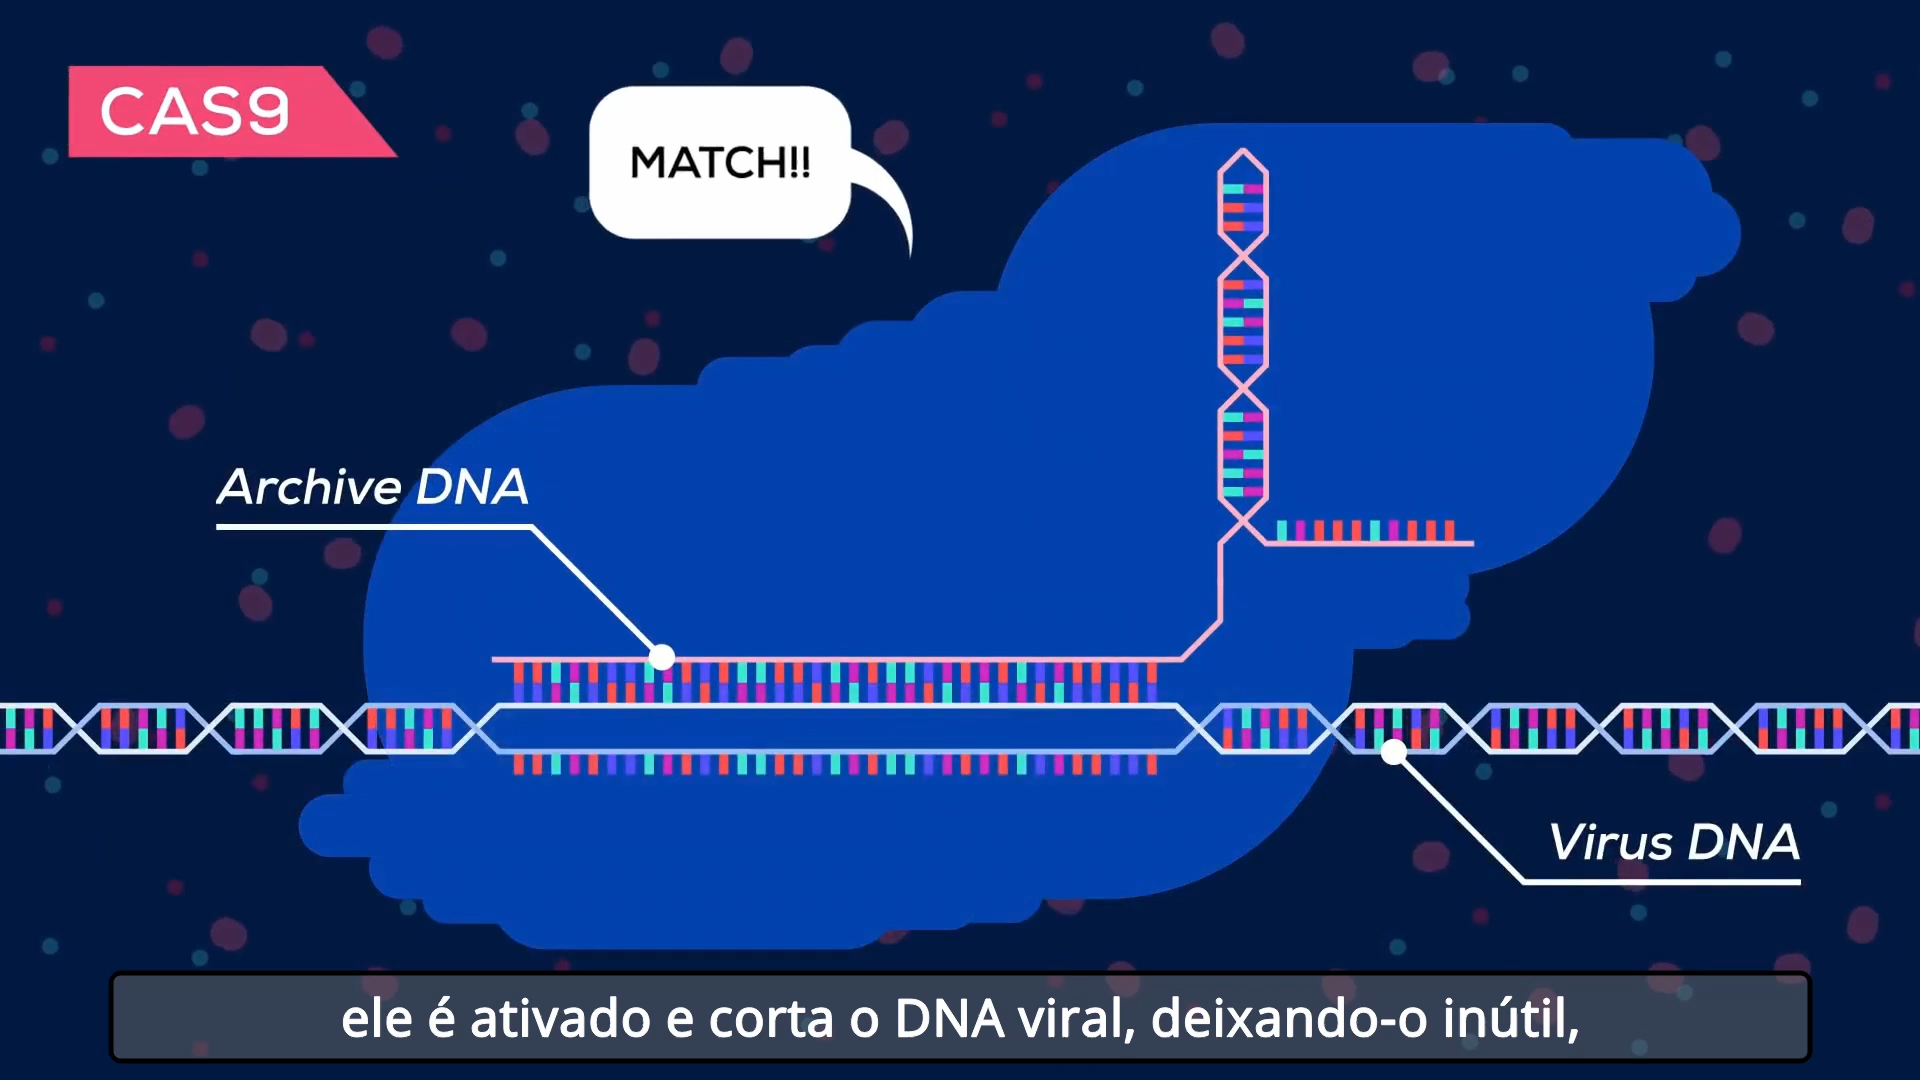 CAS9
MATCH!!
Archive DNA
Virus DNA
ele é ativado e corta o DNA viral, deixando-o inútil,